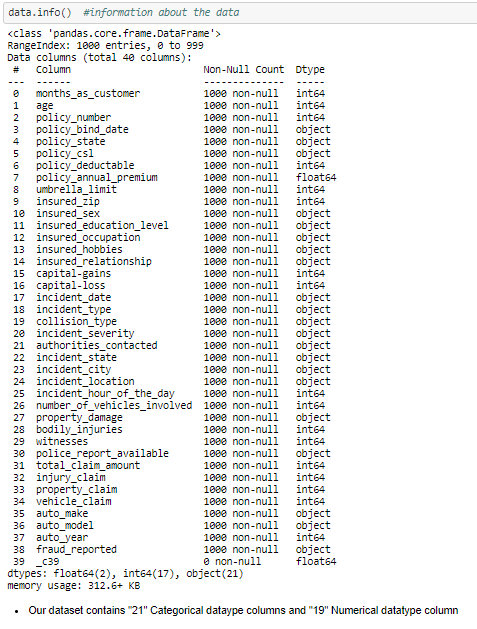 data.info()  #information about the data
<class 'pandas.core.frame.DataFrame'>
RangeIndex: 1000 entries, 0 to 999
Data columns (total 40 columns):
 #   Column                       Non-Null Count  Dtype
---  ------                       --------------  -----
 0   months_as_customer           1000 non-null   int64
 1   age                          1000 non-null   int64
 2   policy_number                1000 non-null   int64
 3   policy_bind_date             1000 non-null   object
 4   policy_state                 1000 non-null   object
 5   policy_csl                   1000 non-null   object
 6   policy_deductable            1000 non-null   int64
 7   policy_annual_premium        1000 non-null   float64
 8   umbrella_limit               1000 non-null   int64
 9   insured_zip                  1000 non-null   int64
 10  insured_sex                  1000 non-null   object
 11  insured_education_level      1000 non-null   object
 12  insured_occupation           1000 non-null   object
 13  insured_hobbies              1000 non-null   object
 14  insured_relationship         1000 non-null   object
 15  capital-gains                1000 non-null   int64
 16  capital-loss                 1000 non-null   int64
 17  incident_date                1000 non-null   object
 18  incident_type                1000 non-null   object
 19  collision_type               1000 non-null   object
 20  incident_severity            1000 non-null   object
 21  authorities_contacted        1000 non-null   object
 22  incident_state               1000 non-null   object
 23  incident_city                1000 non-null   object
 24  incident_location            1000 non-null   object
 25  incident_hour_of_the_day     1000 non-null   int64
 26  number_of_vehicles_involved  1000 non-null   int64
 27  property_damage              1000 non-null   object
 28  bodily_injuries              1000 non-null   int64
 29  witnesses                    1000 non-null   int64
 30  police_report_available      1000 non-null   object
 31  total_claim_amount           1000 non-null   int64
 32  injury_claim                 1000 non-null   int64
 33  property_claim               1000 non-null   int64
 34  vehicle_claim                1000 non-null   int64
 35  auto_make                    1000 non-null   object
 36  auto_model                   1000 non-null   object
 37  auto_year                    1000 non-null   int64
 38  fraud_reported               1000 non-null   object
 39  _c39                         0 non-null      float64
dtypes: float64(2), int64(17), object(21)
memory usage: 312.6+ KB
• Our dataset contains "21" Categorical dataype columns and "19" Numerical datatype column